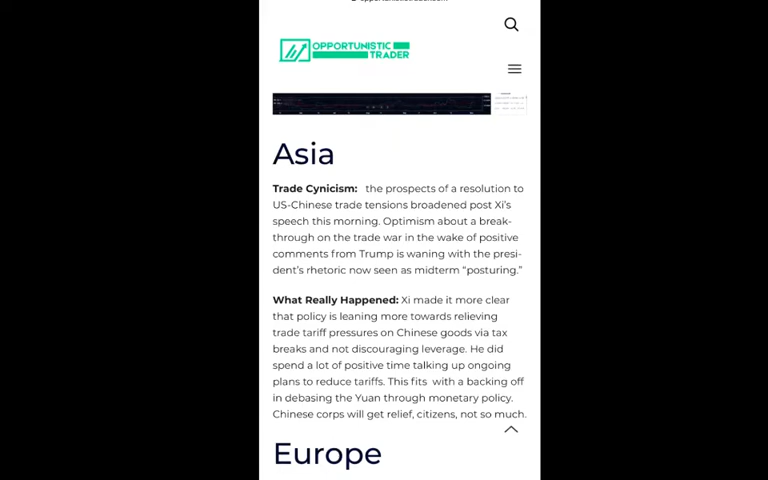 OPPORTUNISTIC
TRADER
Asia
Trade Cynicism: the prospects of a resolution to
US-Chinese trade tensions broadened post Xi's
speech this morning. Optimism about a break-
through on the trade war in the wake of positive
comments from Trump is waning with the presi-
dent's rhetoric now seen as midterm “posturing.”
What Really Happened: Xi made it more clear
that policy is leaning more towards relieving
trade tariff pressures on Chinese goods via tax
breaks and not discouraging leverage. He did
spend a lot of positive time talking up ongoing
plans to reduce tariffs. This fits with a backing off
in debasing the Yuan through monetary policy.
Chinese corps will get relief, citizens, not so much.
Europe